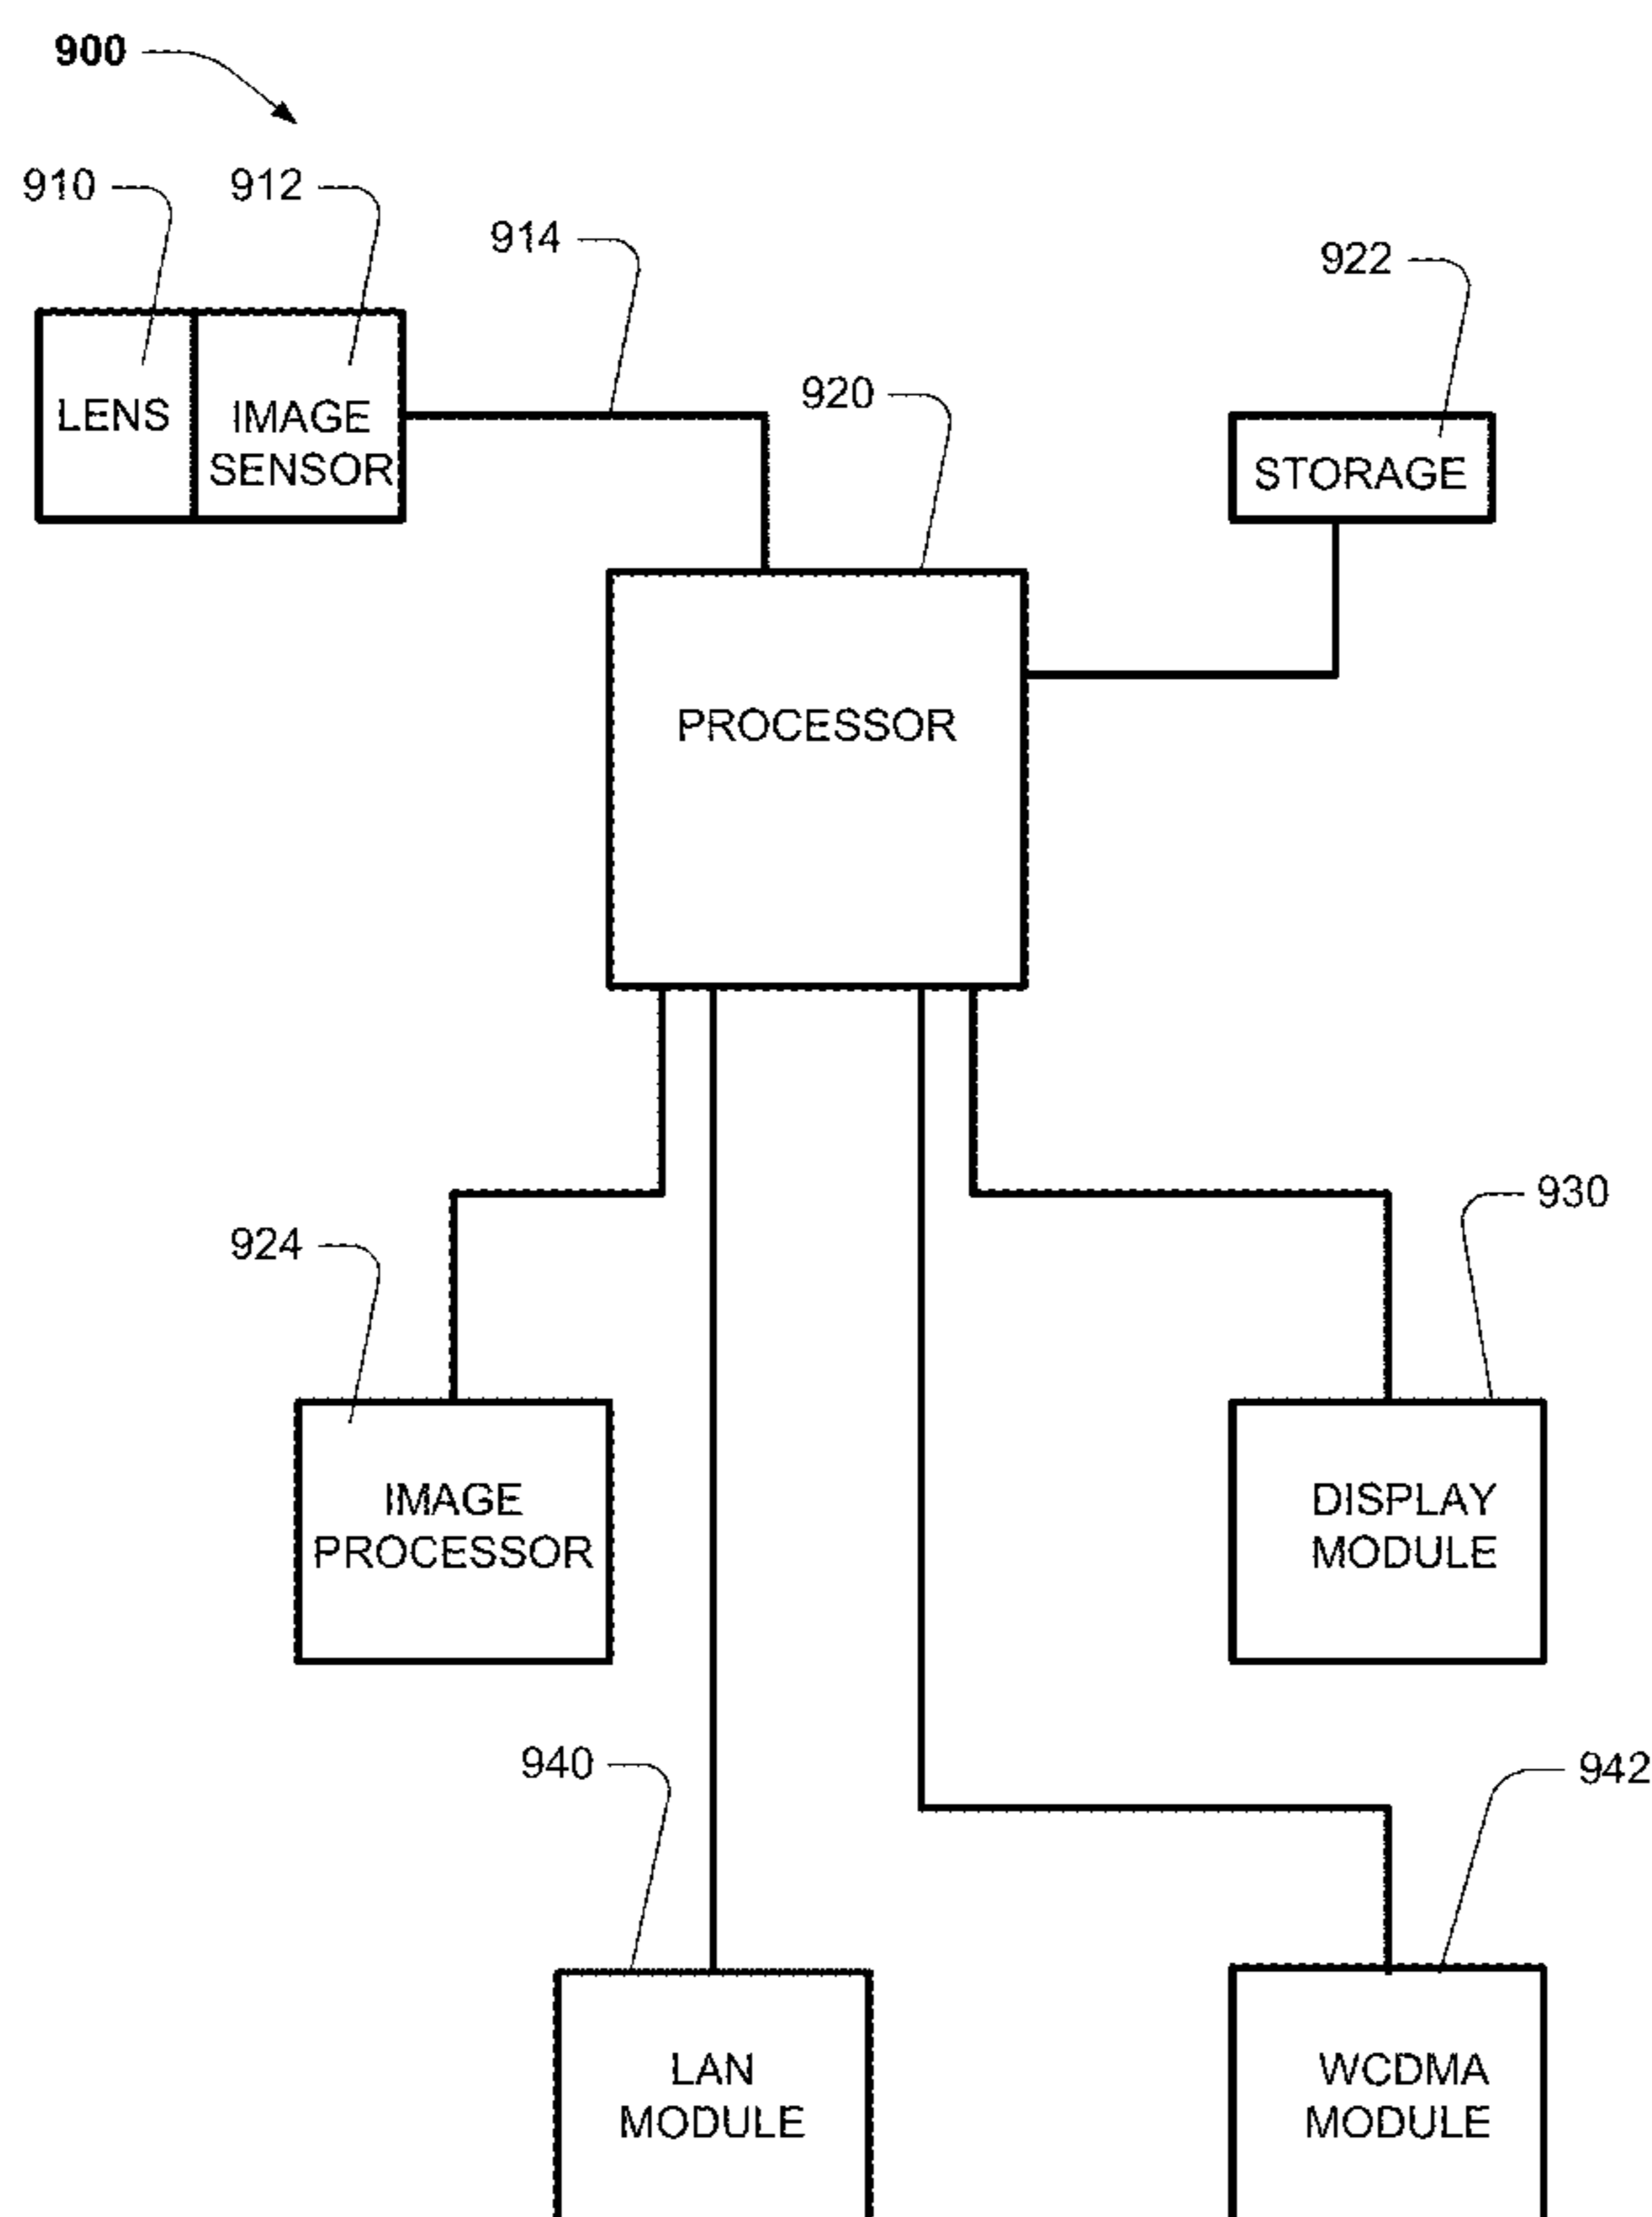 900
910
912
914
922
920
LENS
IMAGE
SENSOR
STORAGE
PROCESSOR
930
924
IMAGE
PROCESSOR
DISPLAY
MODULE
940
942
LAN
MODULE
WCDMA
MODULE